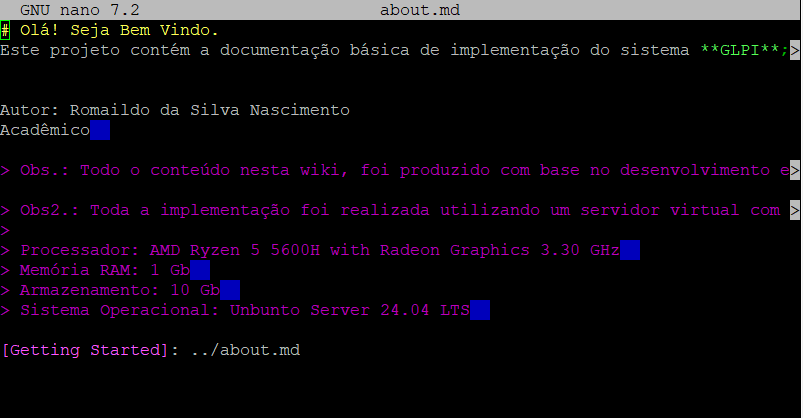 GNU nano 7.2 about.md
# Olá! Seja Bem Vindo.
Este projeto contém a documentação básica de implementação do sistema **GLPI**;>
Autor: Romaildo da Silva Nascimento
Acadêmico
> Obs.: Todo o conteúdo nesta wiki, foi produzido com base no desenvolvimento e>
> Obs2.: Toda a implementação foi realizada utilizando um servidor virtual com >
>
> Processador: AMD Ryzen 5 5600H with Radeon Graphics 3.30 GHz
> Memória RAM: 1 Gb
> Armazenamento: 10 Gb
> Sistema Operacional: Unbunto Server 24.04 LTS
[Getting Started]: ../about.md